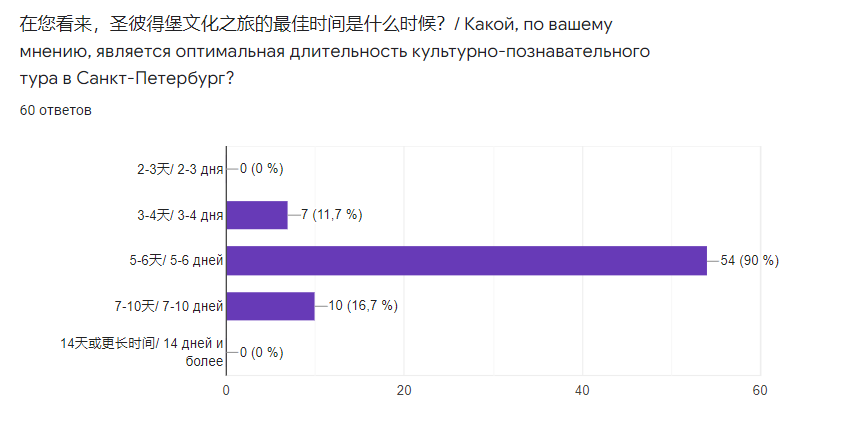 在您看来，圣彼得堡文化之旅的最佳时间是什么时候？/ Какой, по вашему
мнению, является оптимальная длительность культурно-познавательного
тура в Санкт-Петербург?
60 ответов
2-3天/ 2-3 дня
0 (0 %)
3-4天/ 3-4 дня
7 (11,7 %)
5-6天/ 5-6 дней
54 (90 %)
7-10天/ 7-10 дней
10 (16,7 %)
14天或更长时间/ 14 дней и
более
0 (0 %)
0 20 40 60